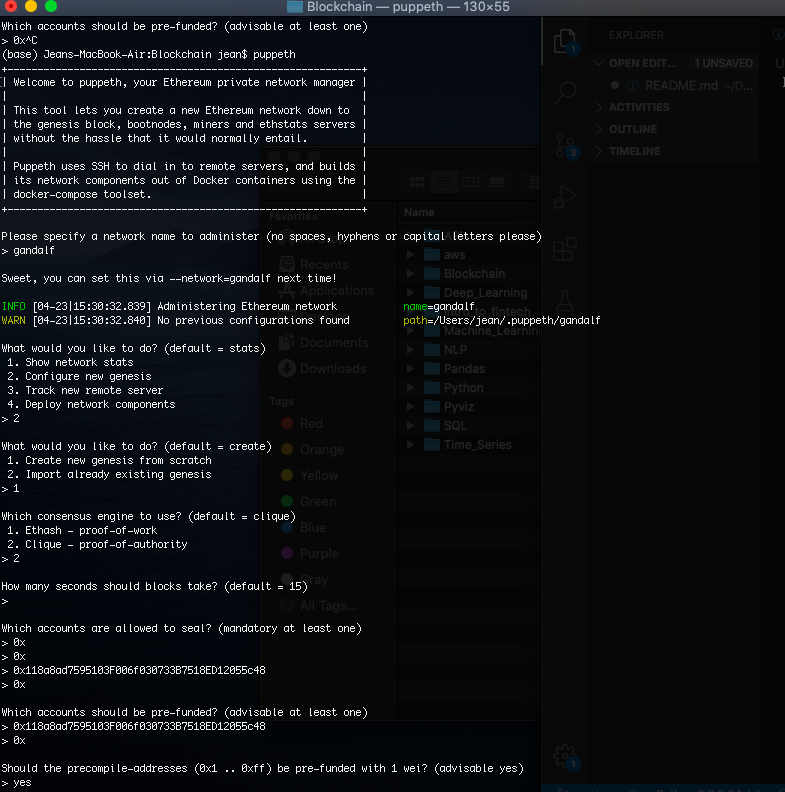 Blockchain — puppeth — 130×55
Which accounts should be pre-funded? (advisable at least one)
> 0x^C
(base) Jeans-MacBook-Air:Blockchain jean$ puppeth
+-----------------------------------------------------------+
| Welcome to puppeth, your Ethereum private network manager |
| |
| This tool lets you create a new Ethereum network down to |
| the genesis block, bootnodes, miners and ethstats servers |
| without the hassle that it would normally entail. |
| |
| Puppeth uses SSH to dial in to remote servers, and builds |
| its network components out of Docker containers using the |
| docker-compose toolset. |
+-----------------------------------------------------------+
Please specify a network name to administer (no spaces, hyphens or capital letters please)
> gandalf
Sweet, you can set this via --network=gandalf next time!
INFO [04-23|15:30:32.839] Administering Ethereum network name=gandalf
WARN [04-23|15:30:32.840] No previous configurations found path=/Users/jean/.puppeth/gandalf
What would you like to do? (default = stats)
1. Show network stats
2. Configure new genesis
3. Track new remote server
4. Deploy network components
> 2
What would you like to do? (default = create)
1. Create new genesis from scratch
2. Import already existing genesis
> 1
Which consensus engine to use? (default = clique)
1. Ethash - proof-of-work
2. Clique - proof-of-authority
> 2
How many seconds should blocks take? (default = 15)
>
Which accounts are allowed to seal? (mandatory at least one)
> 0x
> 0x
> 0x118a8ad7595103F006f030733B7518ED12055c48
> 0x
Which accounts should be pre-funded? (advisable at least one)
> 0x118a8ad7595103F006f030733B7518ED12055c48
> 0x
Should the precompile-addresses (0x1 .. 0xff) be pre-funded with 1 wei? (advisable yes)
> yes
Favorites
Recents
Applications
Documents
Downloads
Tags
Red
Orange
Yellow
Green
Blue
Purple
Gray
All Tags...
Name
aws
Blockchain
Deep_Learning
Machine_Learning
NLP
Pandas
Python
Pyviz
SQL
Time_Series
1
3
1
EXPLORER
OPEN EDIT... 1 UNSAVED
README.md ~/D...
ACTIVITIES
OUTLINE
TIMELINE